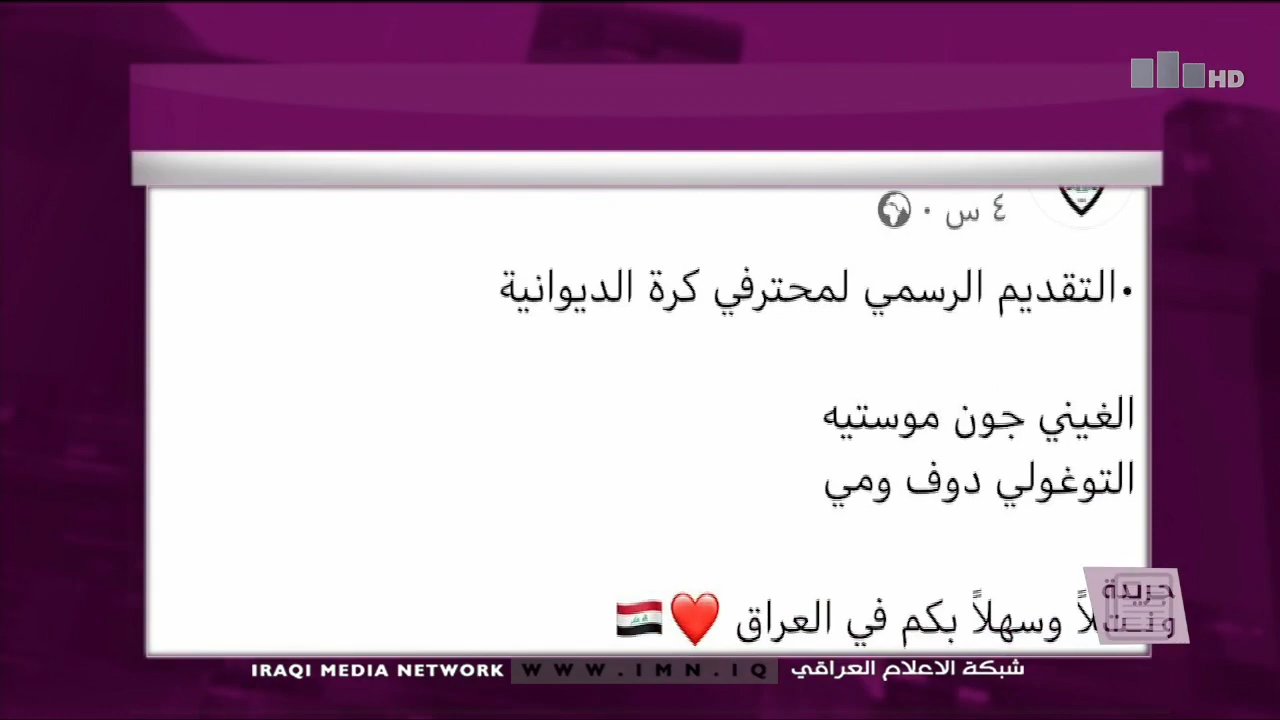 HD
٤ س ·
•التقديم الرسمي لمحترفي كرة الديوانية
الغيني جون موستيه
التوغولي دوف ومي
وسهلاً بكم في العراق ❤️🇮🇶
جريدة
IRAQI MEDIA NETWORK WWW.IMN.IQ شبكة الاعلام العراقي